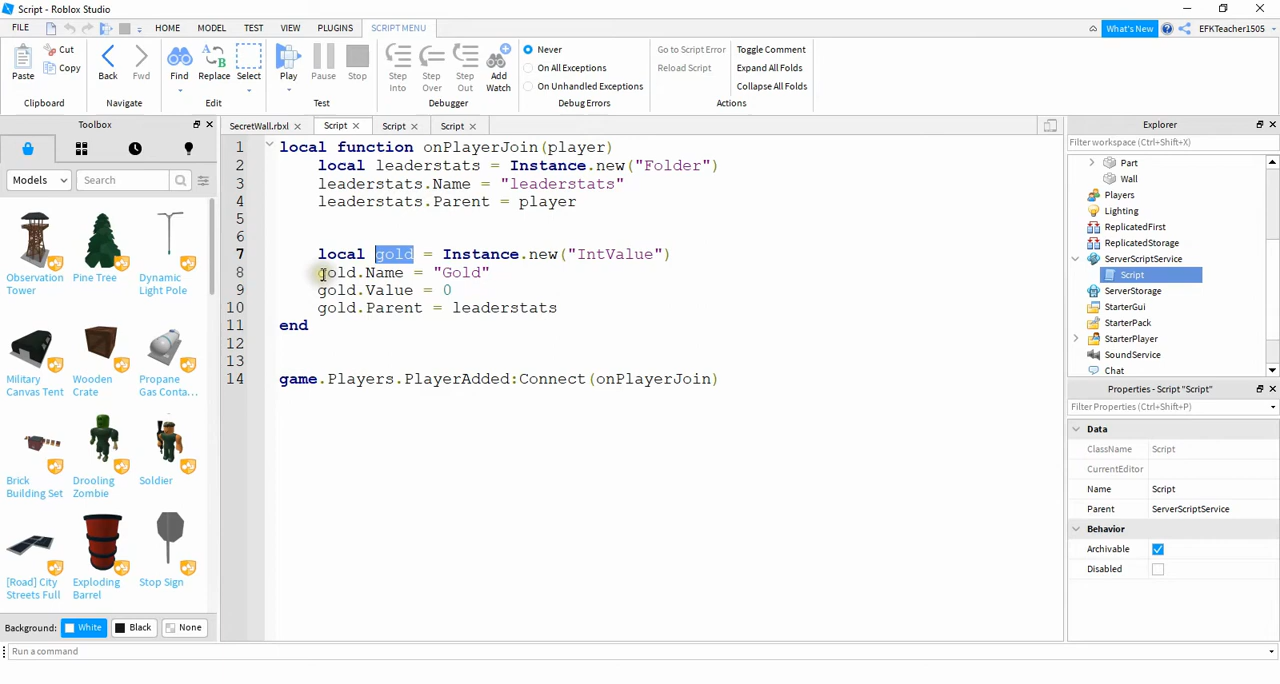 Script - Roblox Studio
FILE HOME MODEL TEST VIEW PLUGINS SCRIPT MENU What's New EFKTeacher1505
Paste Cut Copy Back Fwd Find Replace Select Play Pause Stop Step Into Step Over Step Out Add Watch
Never
On All Exceptions
On Unhandled Exceptions
Go to Script Error
Reload Script
Toggle Comment
Expand All Folds
Collapse All Folds
Clipboard Navigate Edit Test Debugger Debug Errors Actions
Toolbox
Models Search
Observation Tower
Pine Tree
Dynamic Light Pole
Military Canvas Tent
Wooden Crate
Propane Gas Conta...
Brick Building Set
Drooling Zombie
Soldier
[Road] City Streets Full
Exploding Barrel
Stop Sign
Background: White Black None
SecretWall.rbxl Script Script Script
1 local function onPlayerJoin(player)
2 local leaderstats = Instance.new("Folder")
3 leaderstats.Name = "leaderstats"
4 leaderstats.Parent = player
5
6
7 local gold = Instance.new("IntValue")
8 gold.Name = "Gold"
9 gold.Value = 0
10 gold.Parent = leaderstats
11 end
12
13
14 game.Players.PlayerAdded:Connect(onPlayerJoin)
Explorer
Filter workspace (Ctrl+Shift+X)
Part
Wall
Players
Lighting
ReplicatedFirst
ReplicatedStorage
ServerScriptService
Script
ServerStorage
StarterGui
StarterPack
StarterPlayer
SoundService
Chat
Properties - Script "Script"
Filter Properties (Ctrl+Shift+P)
Data
ClassName Script
CurrentEditor
Name Script
Parent ServerScriptService
Behavior
Archivable
Disabled
Run a command